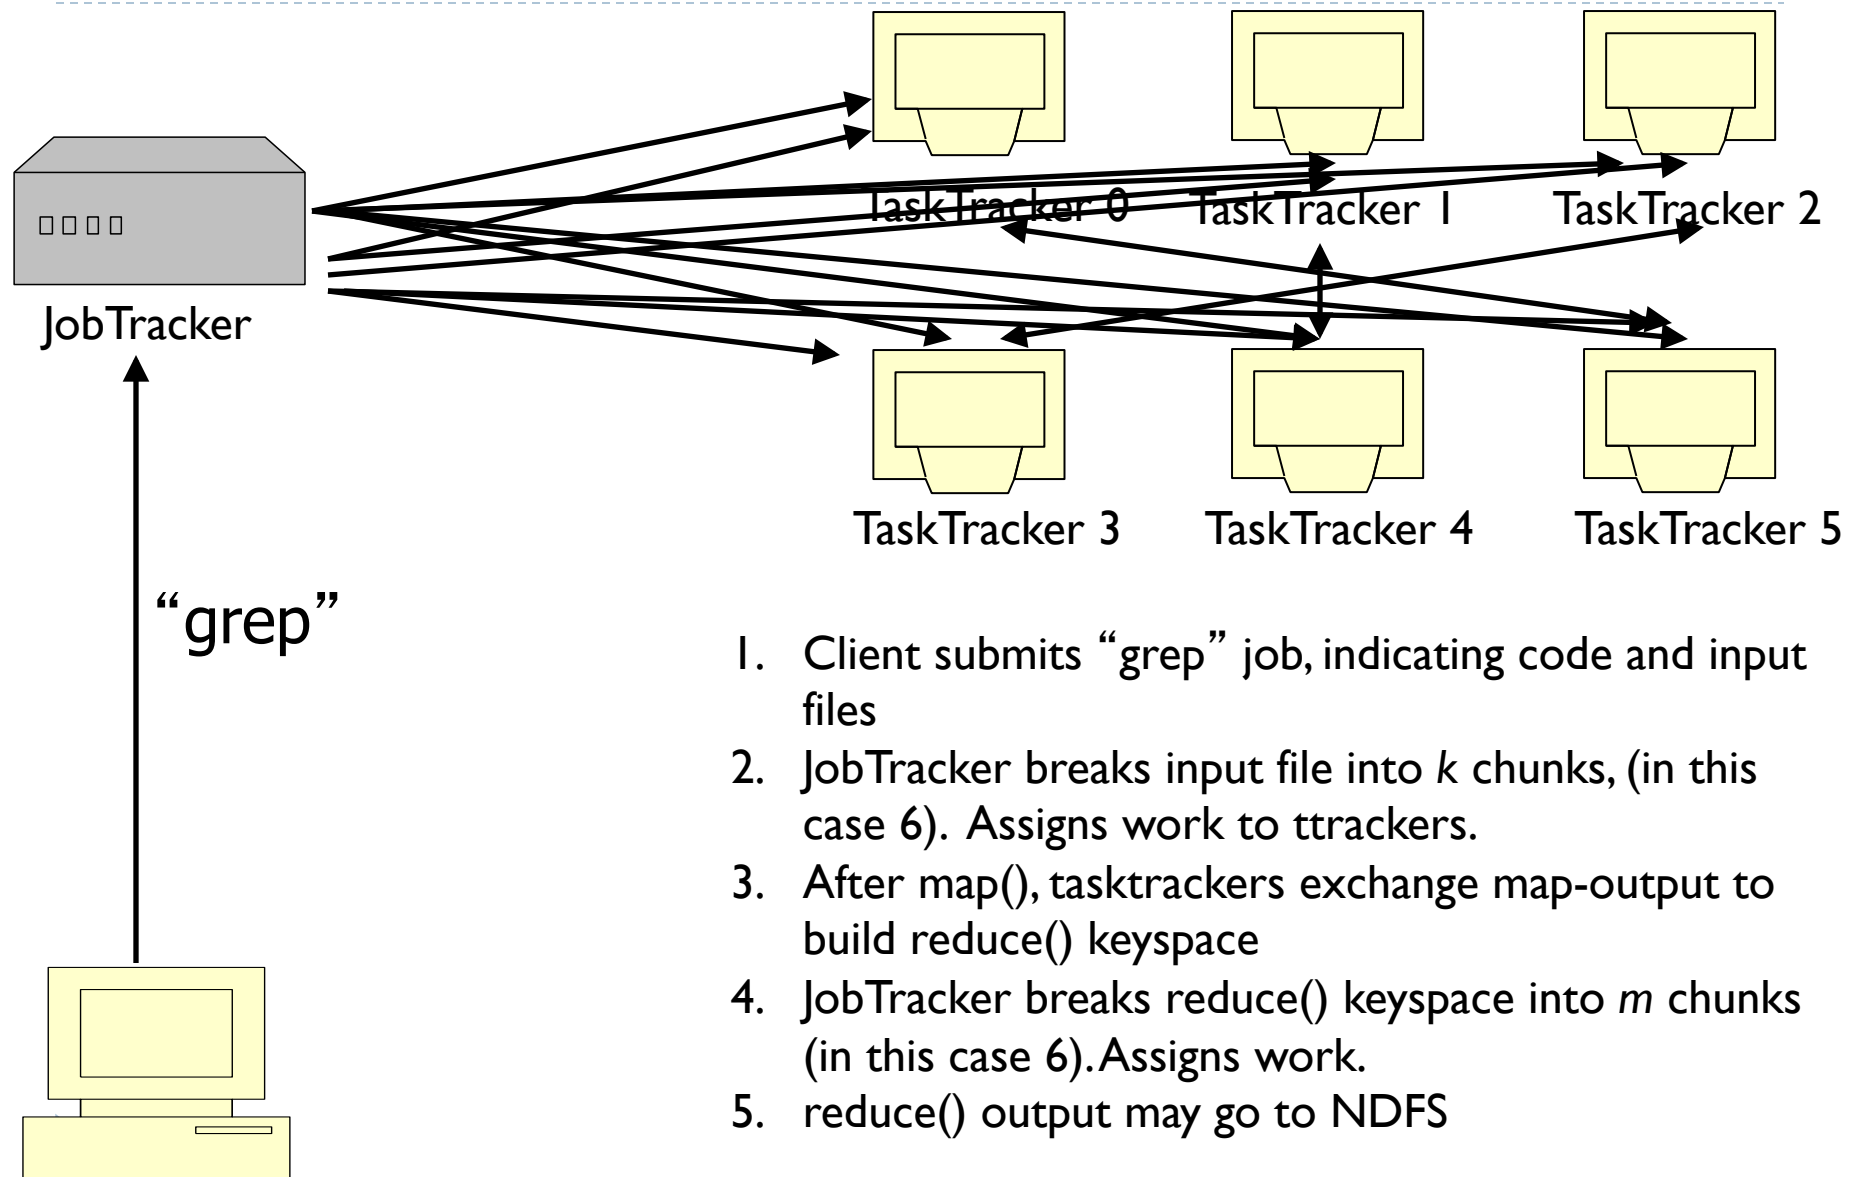 TaskTracker 0 TaskTracker 1 TaskTracker 2
JobTracker
TaskTracker 3 TaskTracker 4 TaskTracker 5
“grep”
1. Client submits “grep” job, indicating code and input
files
2. JobTracker breaks input file into k chunks, (in this
case 6). Assigns work to ttrackers.
3. After map(), tasktrackers exchange map-output to
build reduce() keyspace
4. JobTracker breaks reduce() keyspace into m chunks
(in this case 6). Assigns work.
5. reduce() output may go to NDFS